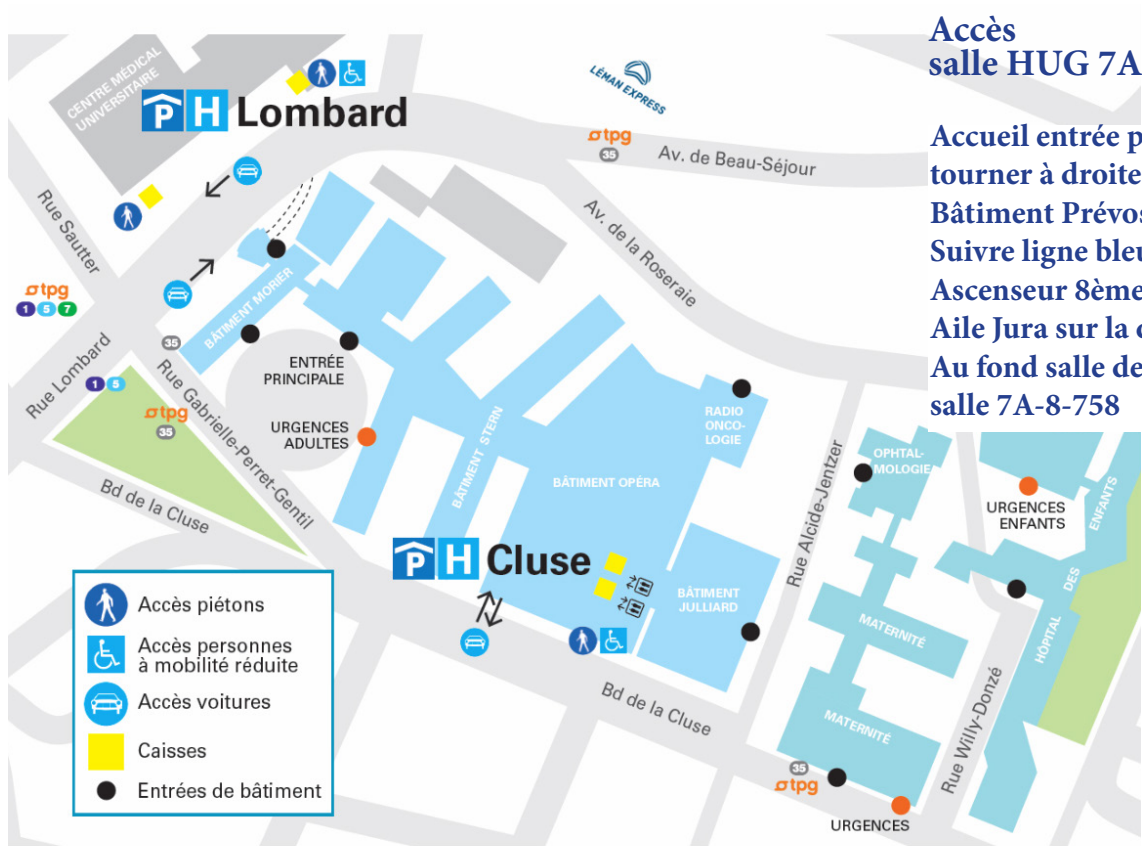 Accès
salle HUG 7A
Accueil entrée p
tourner à droite
Bâtiment Prévos
Suivre ligne bleu
Ascenseur 8ème
Aile Jura sur la
Au fond salle de
salle 7A-8-758
CENTRE MÉDICAL
UNIVERSITAIRE
P H Lombard
LÉMAN EXPRESS
tpg
35
Av. de Beau-Séjour
Rue Sautter
Av. de la Roseraie
tpg
1 5 7
BÂTIMENT MORIER
35
ENTRÉE
PRINCIPALE
Rue Lombard
1 5
tpg
35
Rue Gabrielle-Perret-Gentil
URGENCES
ADULTES
BÂTIMENT STERN
RADIO
ONCO-
LOGIE
BÂTIMENT OPÉRA
Bd de la Cluse
Rue Alcide-Jentzer
OPHTAL-
MOLOGIE
URGENCES
ENFANTS
HÔPITAL DES ENFANTS
P H Cluse
BÂTIMENT
JULLIARD
MATERNITÉ
MATERNITÉ
Bd de la Cluse
Rue Willy-Donzé
35
tpg
URGENCES
Accès piétons
Accès personnes
à mobilité réduite
Accès voitures
Caisses
Entrées de bâtiment